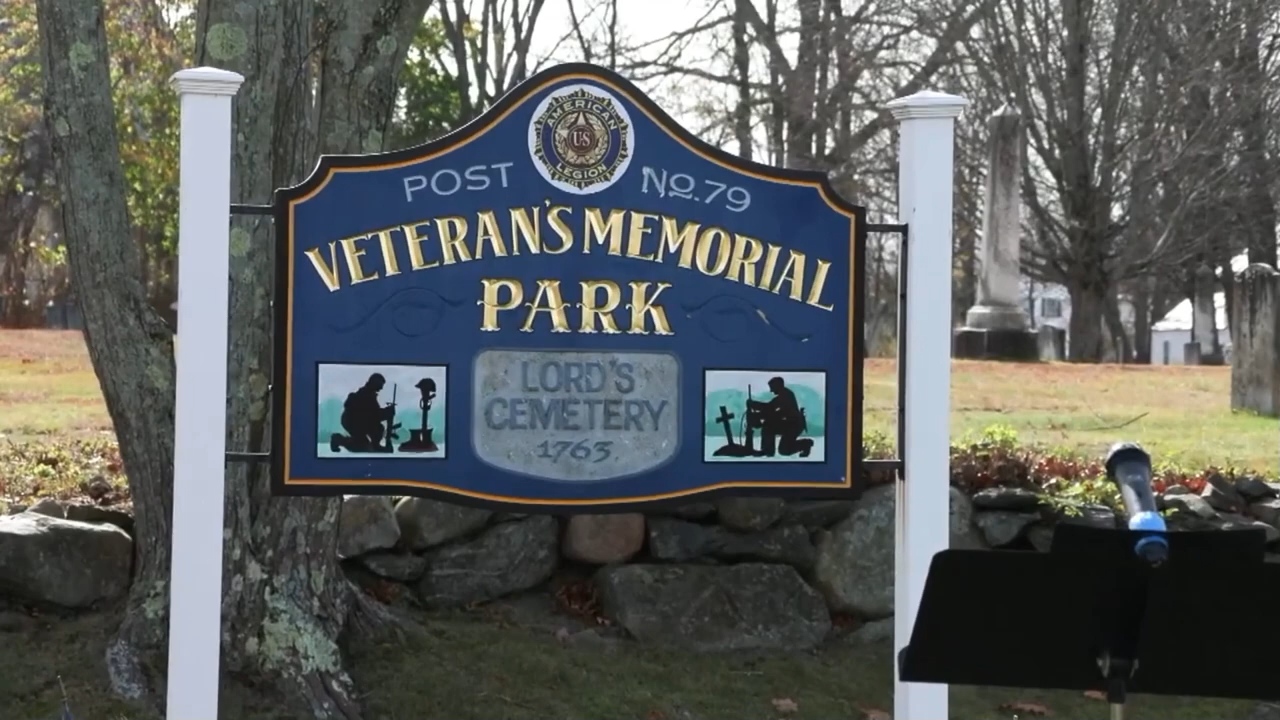 AMERICAN
US
LEGION
POST No. 79
VETERAN'S MEMORIAL
PARK
LORD'S
CEMETERY
1763.